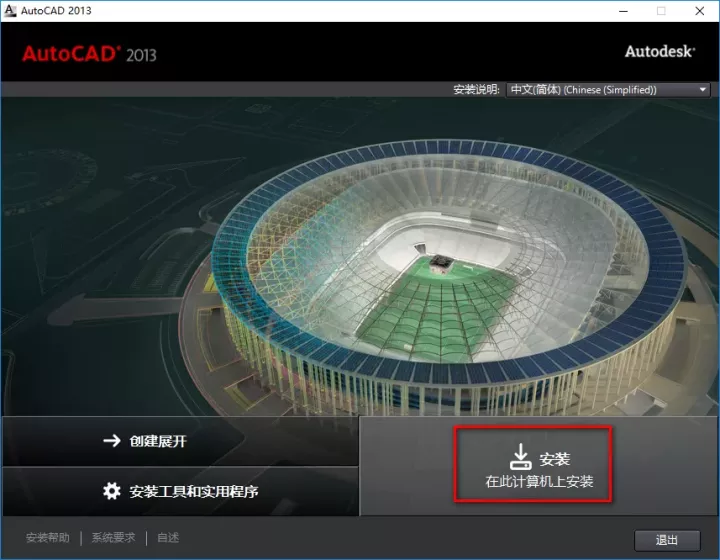 AutoCAD 2013
AutoCAD® 2013
Autodesk®
安装说明: 中文(简体) (Chinese (Simplified))
创建展开
安装
在此计算机上安装
安装工具和实用程序
安装帮助 | 系统要求 | 自述
退出